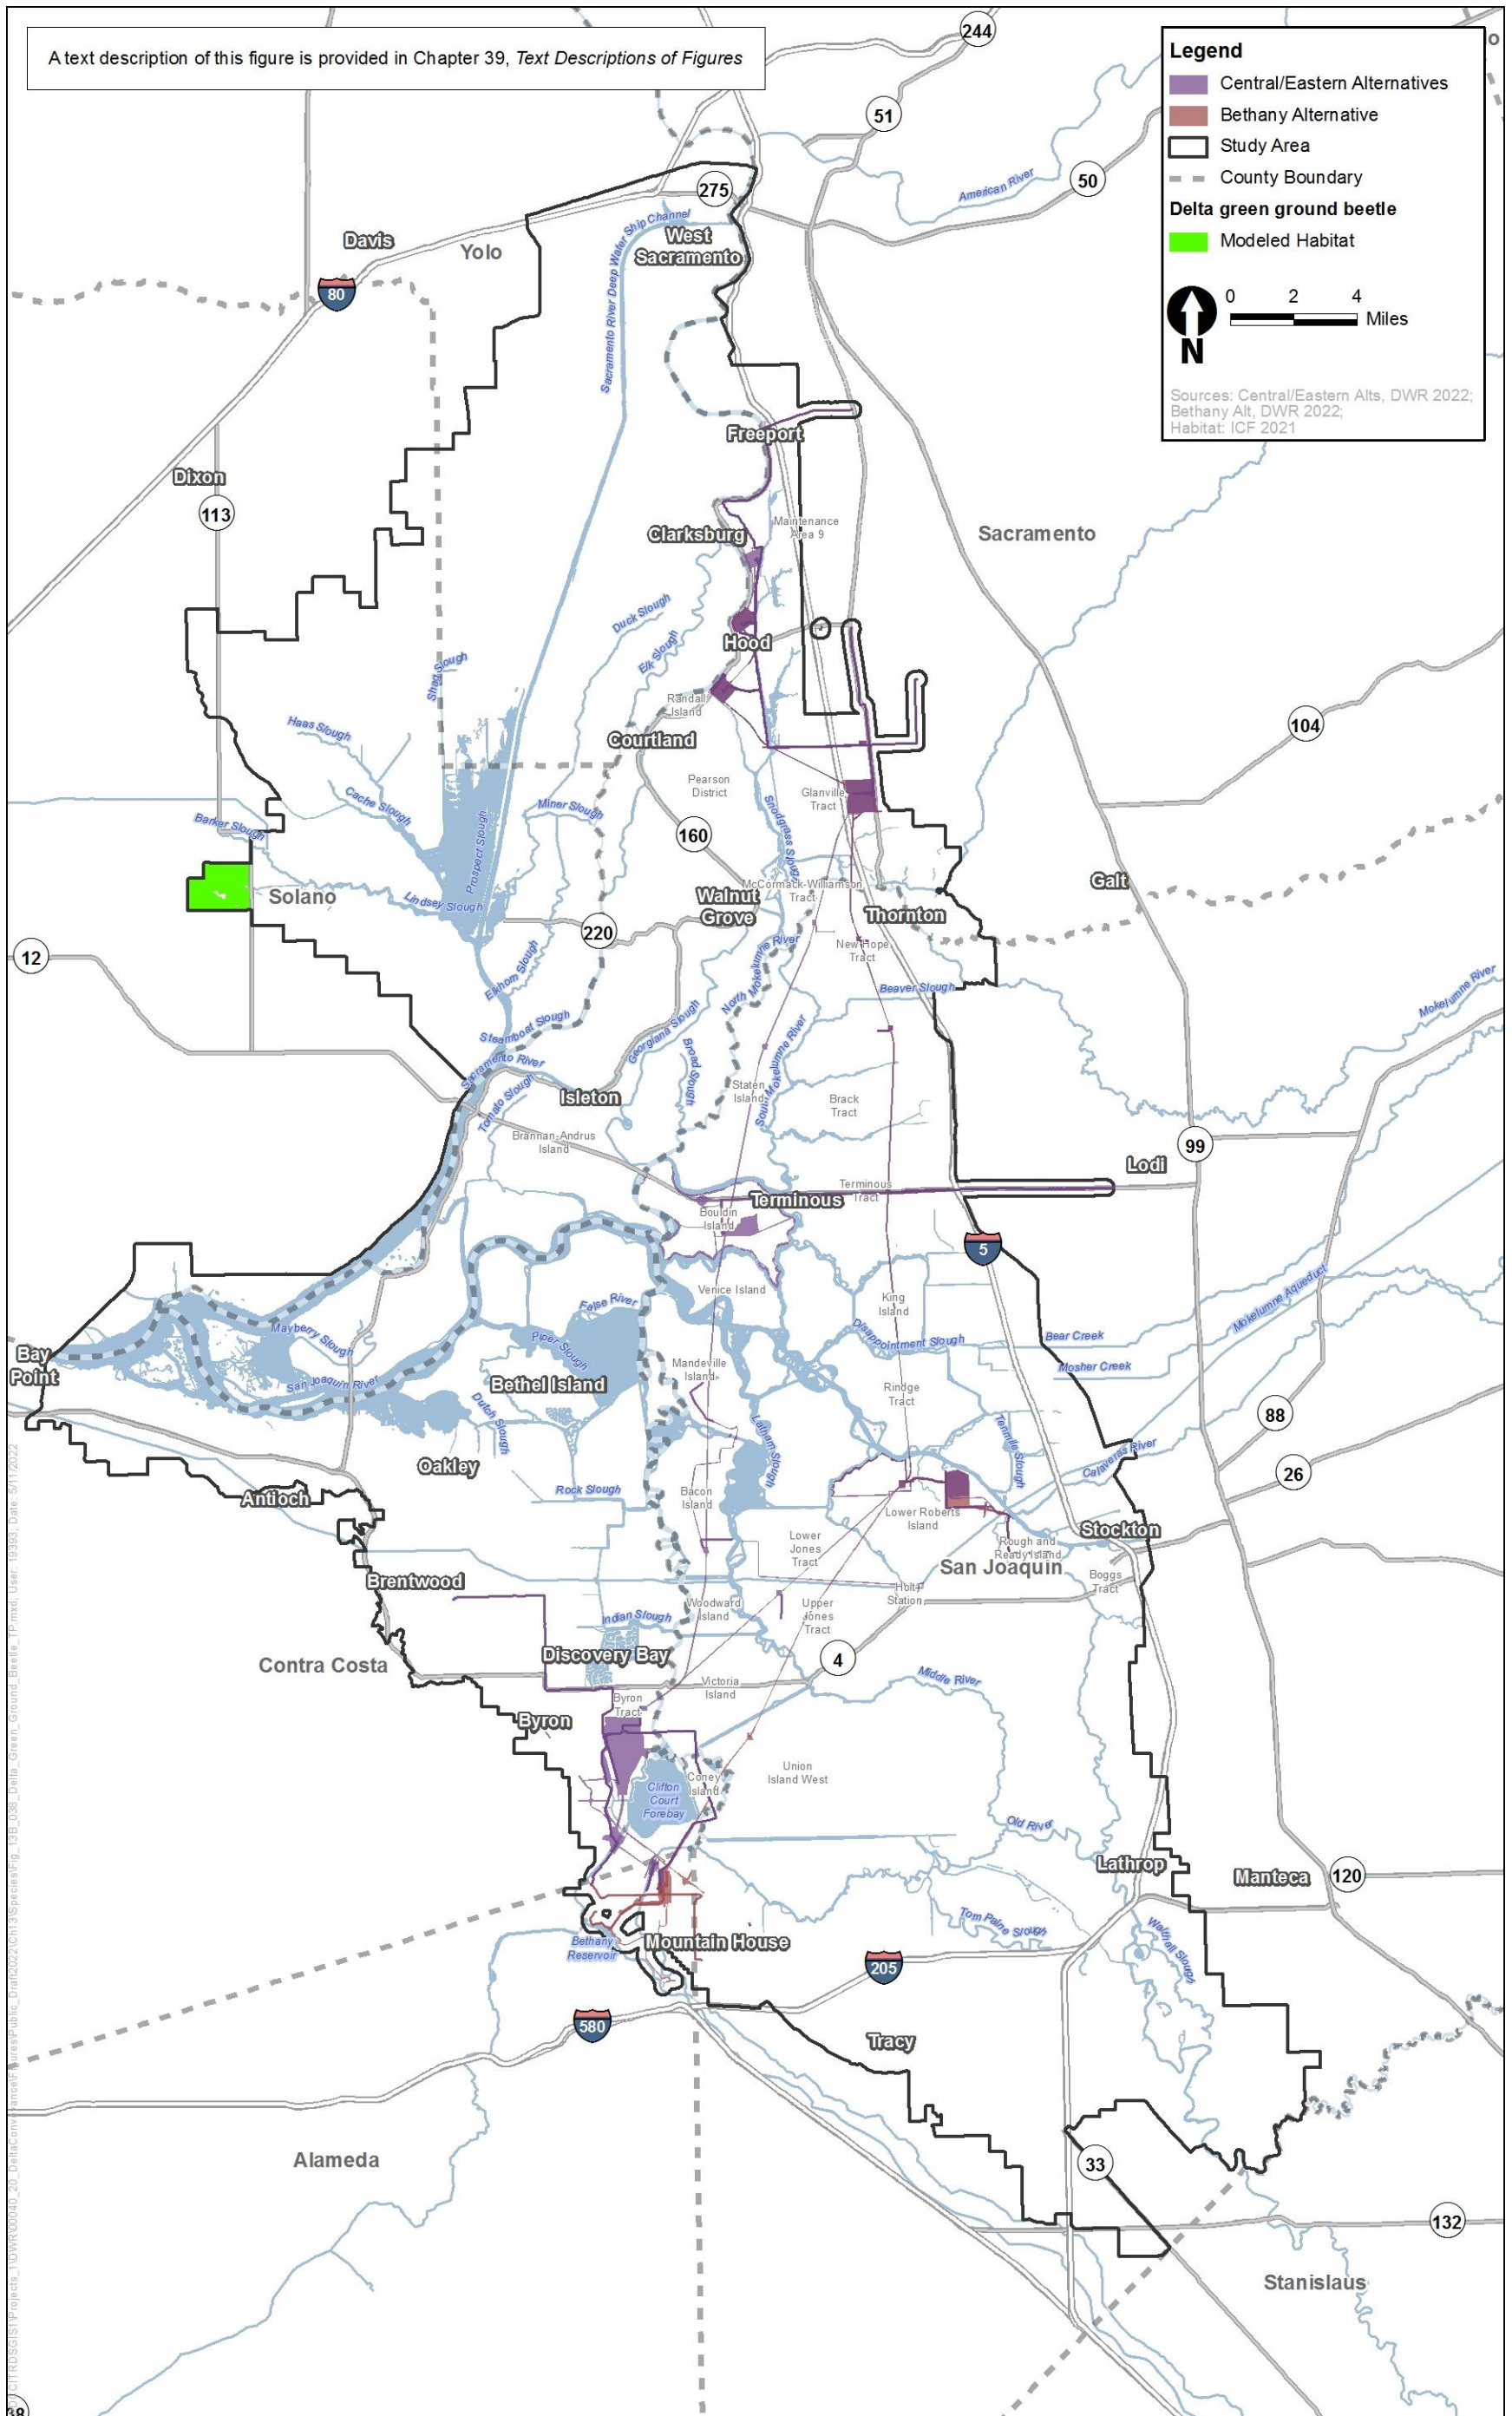 A text description of this figure is provided in Chapter 39, Text Descriptions of Figures
Legend
Central/Eastern Alternatives
Bethany Alternative
Study Area
County Boundary
Delta green ground beetle
Modeled Habitat
0 2 4
Miles
N
Sources: Central/Eastern Alts, DWR 2022;
Bethany Alt, DWR 2022;
Habitat: ICF 2021
244
51
50
American River
275
Sacramento River Deep Water Ship Channel
West
Sacramento
Davis
Yolo
80
Freeport
Dixon
113
Clarksburg
Maintenance
Area 9
Sacramento
Duck Slough
Elk Slough
Hood
Shag Slough
Randall
Island
Haas Slough
Courtland
104
Cache Slough
Pearson
District
Glanville
Tract
Miner Slough
Snodgrass Slough
Barker Slough
Prospect Slough
160
Solano
Lindsey Slough
Walnut
Grove
McCormack-Williamson
Tract
Galt
Thornton
220
12
New Hope
Tract
North Mokelumne River
Elkhorn Slough
Beaver Slough
Mokelumne River
Steamboat Slough
Georgiana Slough
Sacramento River
Broad Slough
South Mokelumne River
Tomato Slough
Isleton
Staten
Island
Brack
Tract
Brannan-Andrus
Island
99
Lodi
Terminous
Terminous
Tract
Bouldin
Island
5
Venice Island
False River
King
Island
Mokelumne Aqueduct
Mayberry Slough
Piper Slough
Disappointment Slough
Bear Creek
Bay
Point
Mandeville
Island
Mosher Creek
San Joaquin River
Bethel Island
Rindge
Tract
Dutch Slough
Latham Slough
Tenmile Slough
88
Oakley
Calaveras River
26
Antioch
Rock Slough
Bacon
Island
Lower Roberts
Island
Stockton
Lower
Jones
Tract
Rough and
Ready Island
San Joaquin
Brentwood
Boggs
Tract
Holt
Station
Woodward
Island
Upper
Jones
Tract
Indian Slough
Discovery Bay
4
Contra Costa
Middle River
Victoria
Island
Byron
Tract
Byron
Union
Island West
Coney
Island
Clifton
Court
Forebay
Old River
Lathrop
Manteca
120
Tom Paine Slough
Walthall Slough
Bethany
Reservoir
Mountain House
205
580
Tracy
Alameda
33
132
Stanislaus